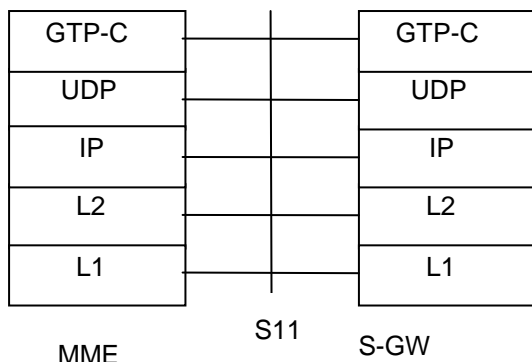 GTP-C GTP-C
UDP UDP
IP IP
L2 L2
L1 L1
MME S11 S-GW